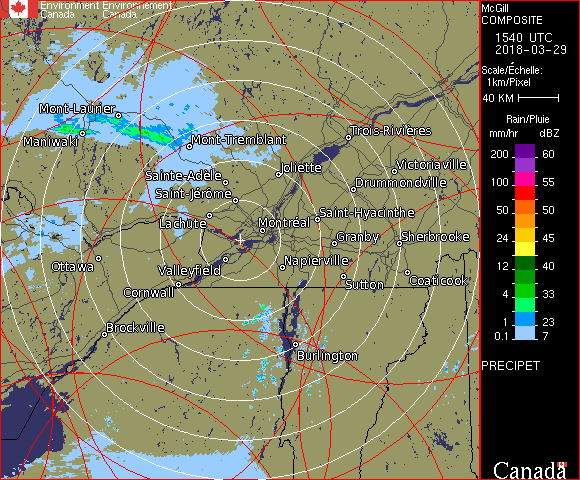 Environment Environnement
Canada Canada
McGill
COMPOSITE
1540 UTC
2018-03-29
Scale/Échelle:
1km/Pixel
40 KM
Rain/Pluie
mm/hr dBZ
200 60
100 55
50 50
24 45
12 40
4 33
1 23
0.1 7
PRECIPET
Canada
Mont-Laurier
Maniwaki
Mont-Tremblant
Trois-Rivières
Sainte-Adèle
Joliette
Victoriaville
Saint-Jérôme
Drummondville
Lachute
Montréal
Saint-Hyacinthe
Granby
Sherbrooke
Ottawa
Valleyfield
Napierville
Cornwall
Sutton
Coaticook
Brockville
Burlington